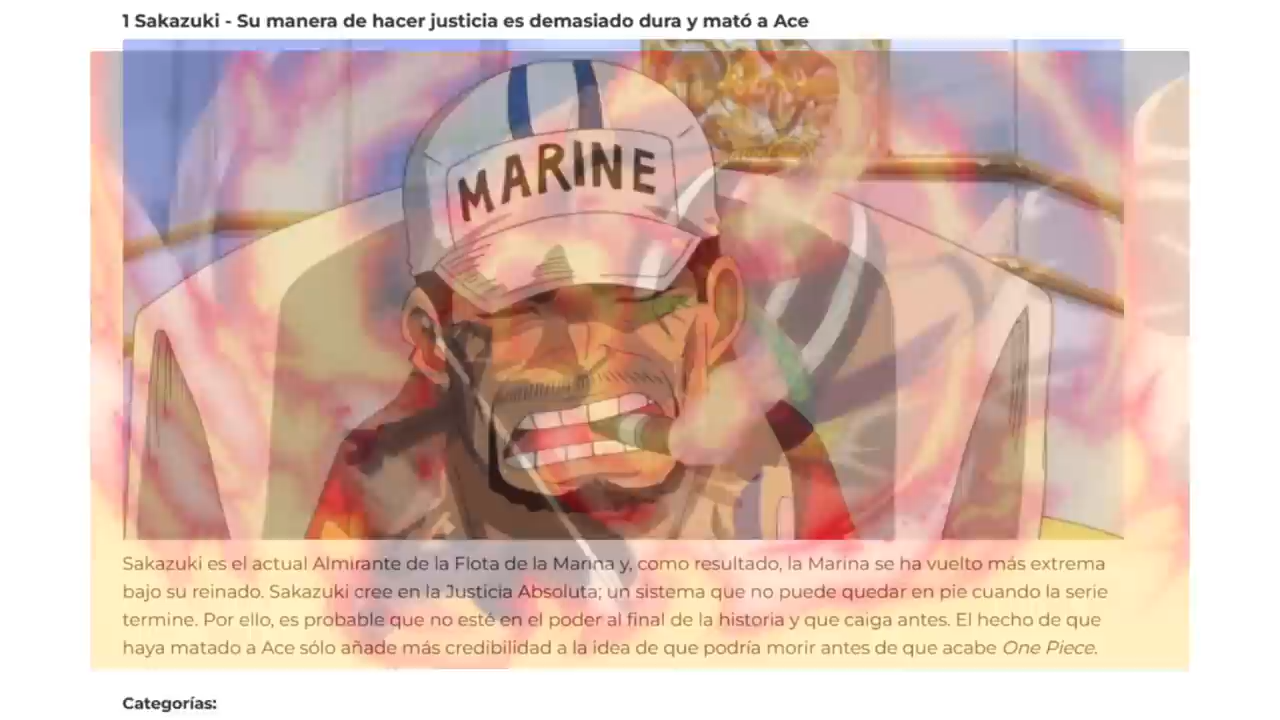 1 Sakazuki - Su manera de hacer justicia es demasiado dura y mató a Ace
MARINE
Sakazuki es el actual Almirante de la Flota de la Marina y, como resultado, la Marina se ha vuelto más extrema
bajo su reinado. Sakazuki cree en la Justicia Absoluta; un sistema que no puede quedar en pie cuando la serie
termine. Por ello, es probable que no esté en el poder al final de la historia y que caiga antes. El hecho de que
haya matado a Ace sólo añade más credibilidad a la idea de que podría morir antes de que acabe One Piece.
Categorías: